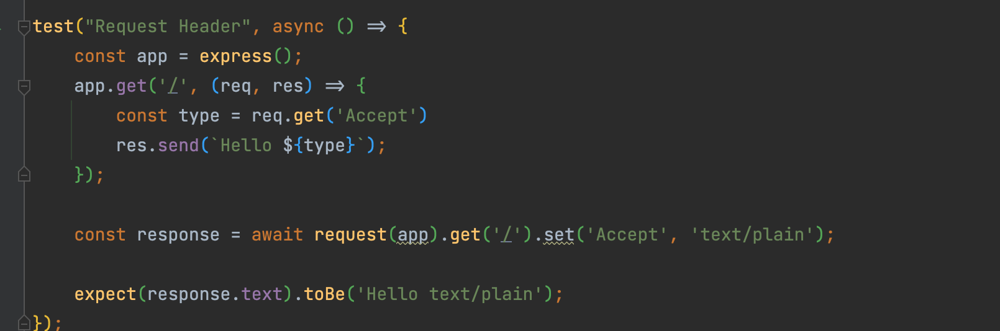 test("Request Header", async () => {
    const app = express();
    app.get('/', (req, res) => {
        const type = req.get('Accept')
        res.send(`Hello ${type}`);
    });

    const response = await request(app).get('/').set('Accept', 'text/plain');

    expect(response.text).toBe('Hello text/plain');
});